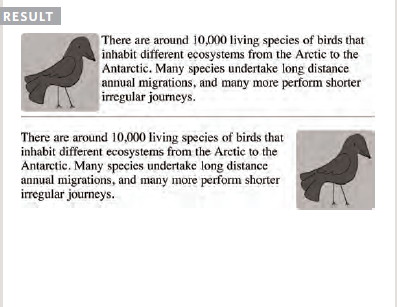 RESULT
There are around 10,000 living species of birds that
inhabit different ecosystems from the Arctic to the
Antarctic. Many species undertake long distance
annual migrations, and many more perform shorter
irregular journeys.
There are around 10,000 living species of birds that
inhabit different ecosystems from the Arctic to the
Antarctic. Many species undertake long distance
annual migrations, and many more perform shorter
irregular journeys.